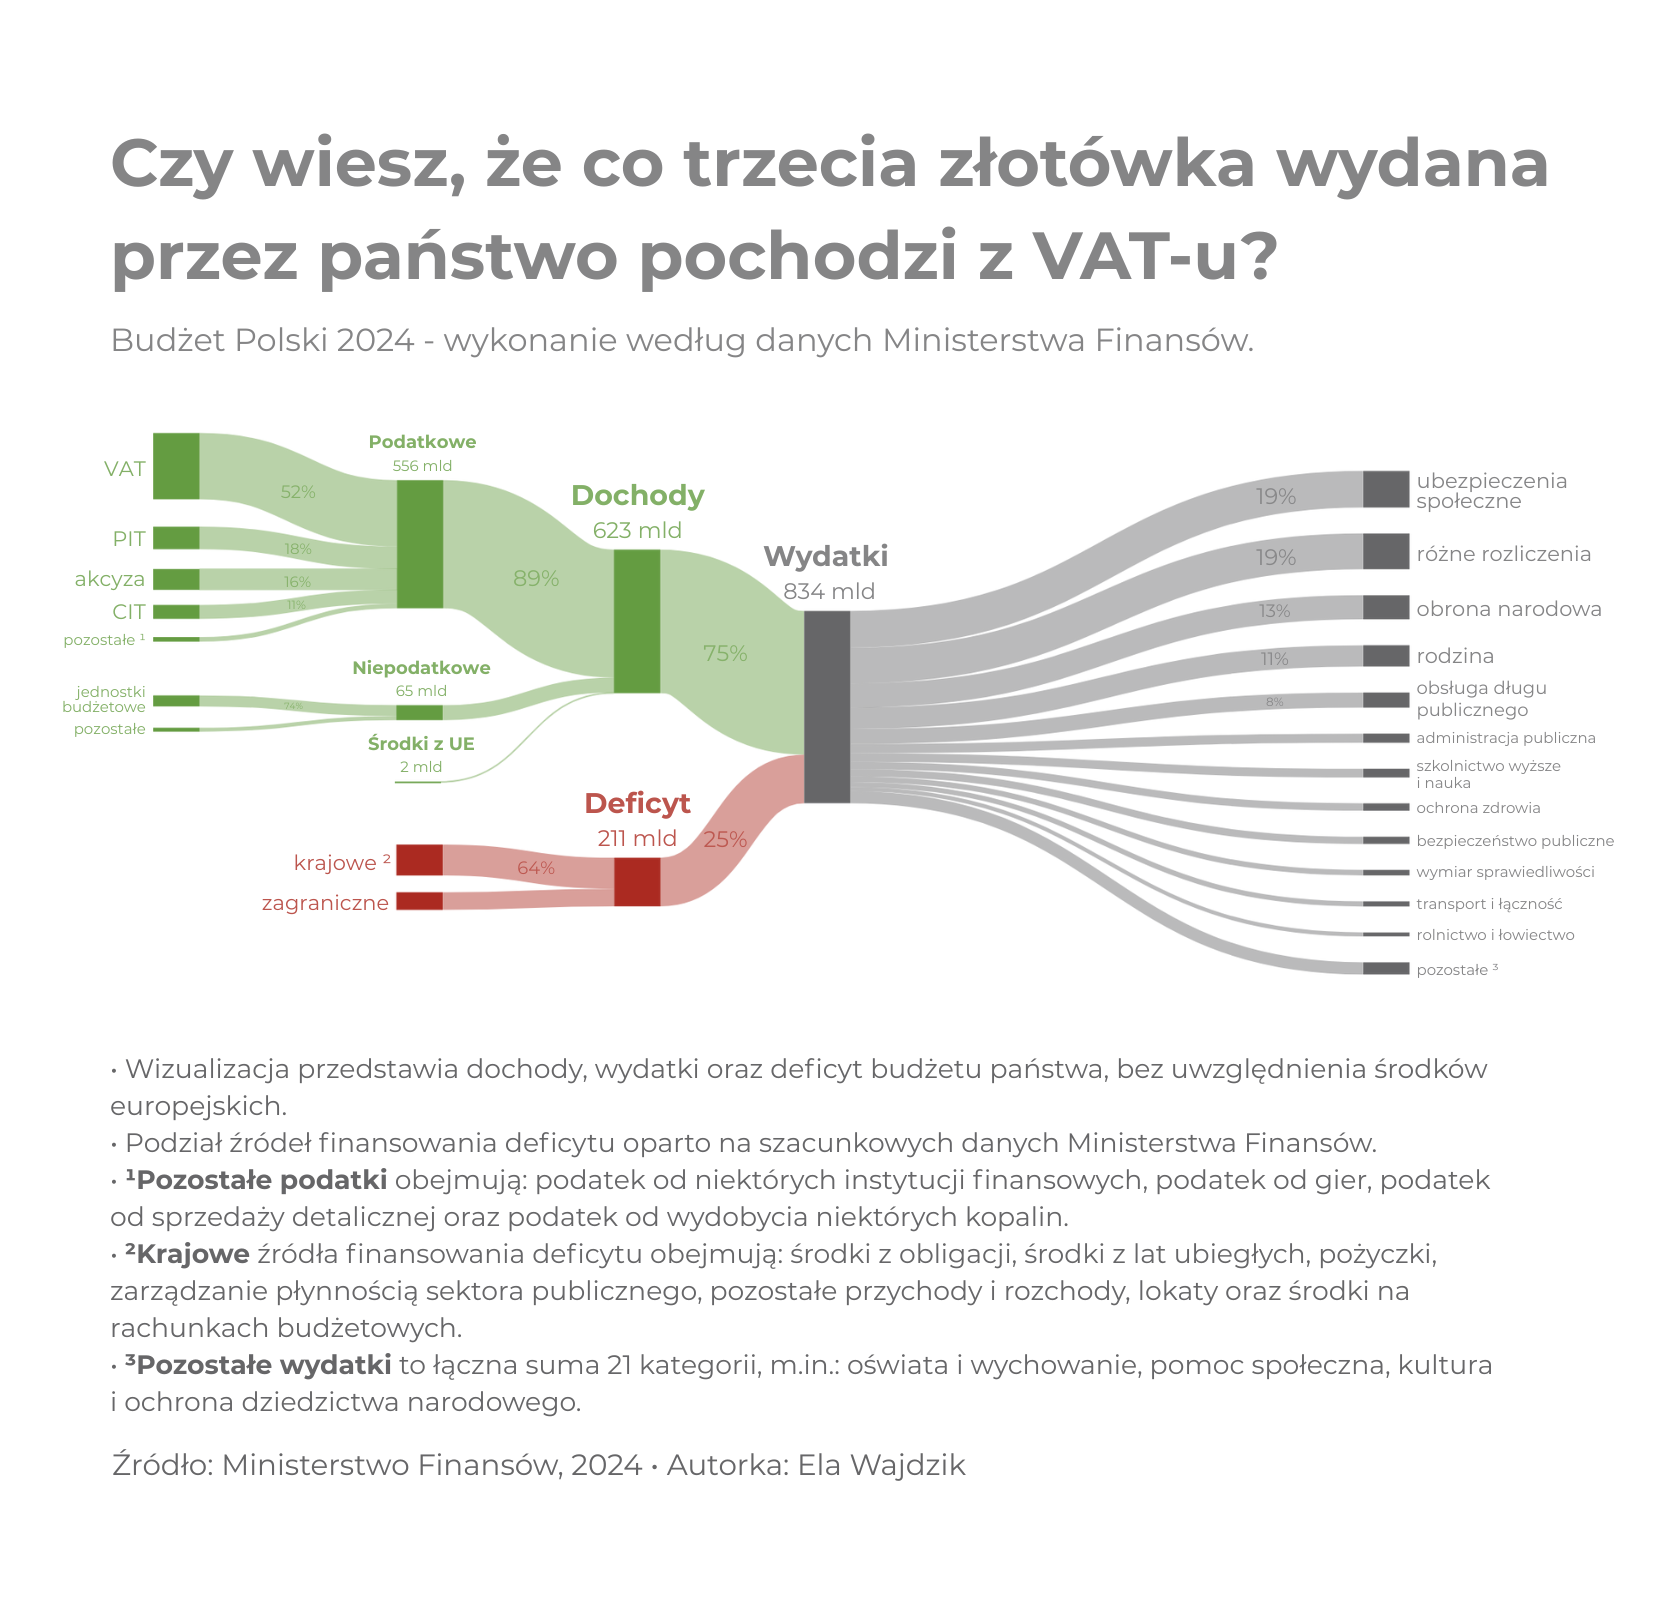 Czy wiesz, że co trzecia złotówka wydana
przez państwo pochodzi z VAT-u?
Budżet Polski 2024 - wykonanie według danych Ministerstwa Finansów.
VAT
52%
PIT
18%
akcyza
16%
CIT
11%
pozostałe ¹
jednostki
budżetowe
74%
pozostałe
Podatkowe
556 mld
89%
Niepodatkowe
65 mld
Środki z UE
2 mld
Dochody
623 mld
75%
krajowe ²
64%
zagraniczne
Deficyt
211 mld
25%
Wydatki
834 mld
19%
ubezpieczenia
społeczne
19%
różne rozliczenia
13%
obrona narodowa
11%
rodzina
8%
obsługa długu
publicznego
administracja publiczna
szkolnictwo wyższe
i nauka
ochrona zdrowia
bezpieczeństwo publiczne
wymiar sprawiedliwości
transport i łączność
rolnictwo i łowiectwo
pozostałe ³
• Wizualizacja przedstawia dochody, wydatki oraz deficyt budżetu państwa, bez uwzględnienia środków
europejskich.
• Podział źródeł finansowania deficytu oparto na szacunkowych danych Ministerstwa Finansów.
• ¹Pozostałe podatki obejmują: podatek od niektórych instytucji finansowych, podatek od gier, podatek
od sprzedaży detalicznej oraz podatek od wydobycia niektórych kopalin.
• ²Krajowe źródła finansowania deficytu obejmują: środki z obligacji, środki z lat ubiegłych, pożyczki,
zarządzanie płynnością sektora publicznego, pozostałe przychody i rozchody, lokaty oraz środki na
rachunkach budżetowych.
• ³Pozostałe wydatki to łączna suma 21 kategorii, m.in.: oświata i wychowanie, pomoc społeczna, kultura
i ochrona dziedzictwa narodowego.
Źródło: Ministerstwo Finansów, 2024 • Autorka: Ela Wajdzik